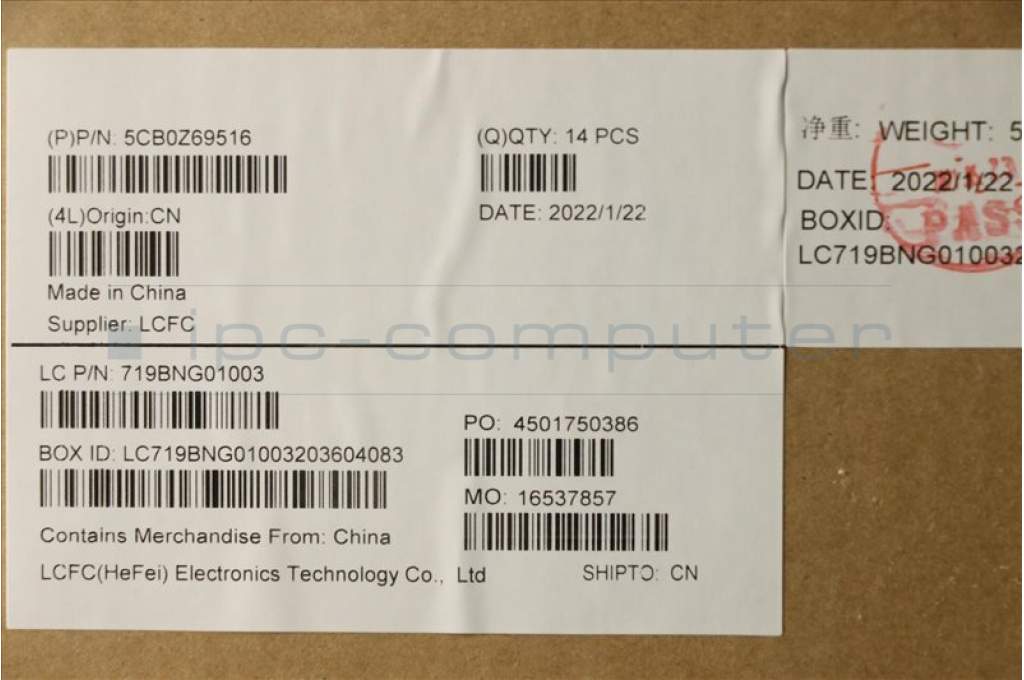 (P)P/N: 5CB0Z69516
(Q)QTY: 14 PCS
(4L)Origin:CN
DATE: 2022/1/22
Made in China
Supplier: LCFC
LC P/N: 719BNG01003
PO: 4501750386
BOX ID: LC719BNG01003203604083
MO: 16537857
Contains Merchandise From: China
LCFC(HeFei) Electronics Technology Co., Ltd
SHIPTO: CN
净重: WEIGHT: 5
DATE: 2022/1/22
BOXID:
LC719BNG010032
PASS
ipc-computer